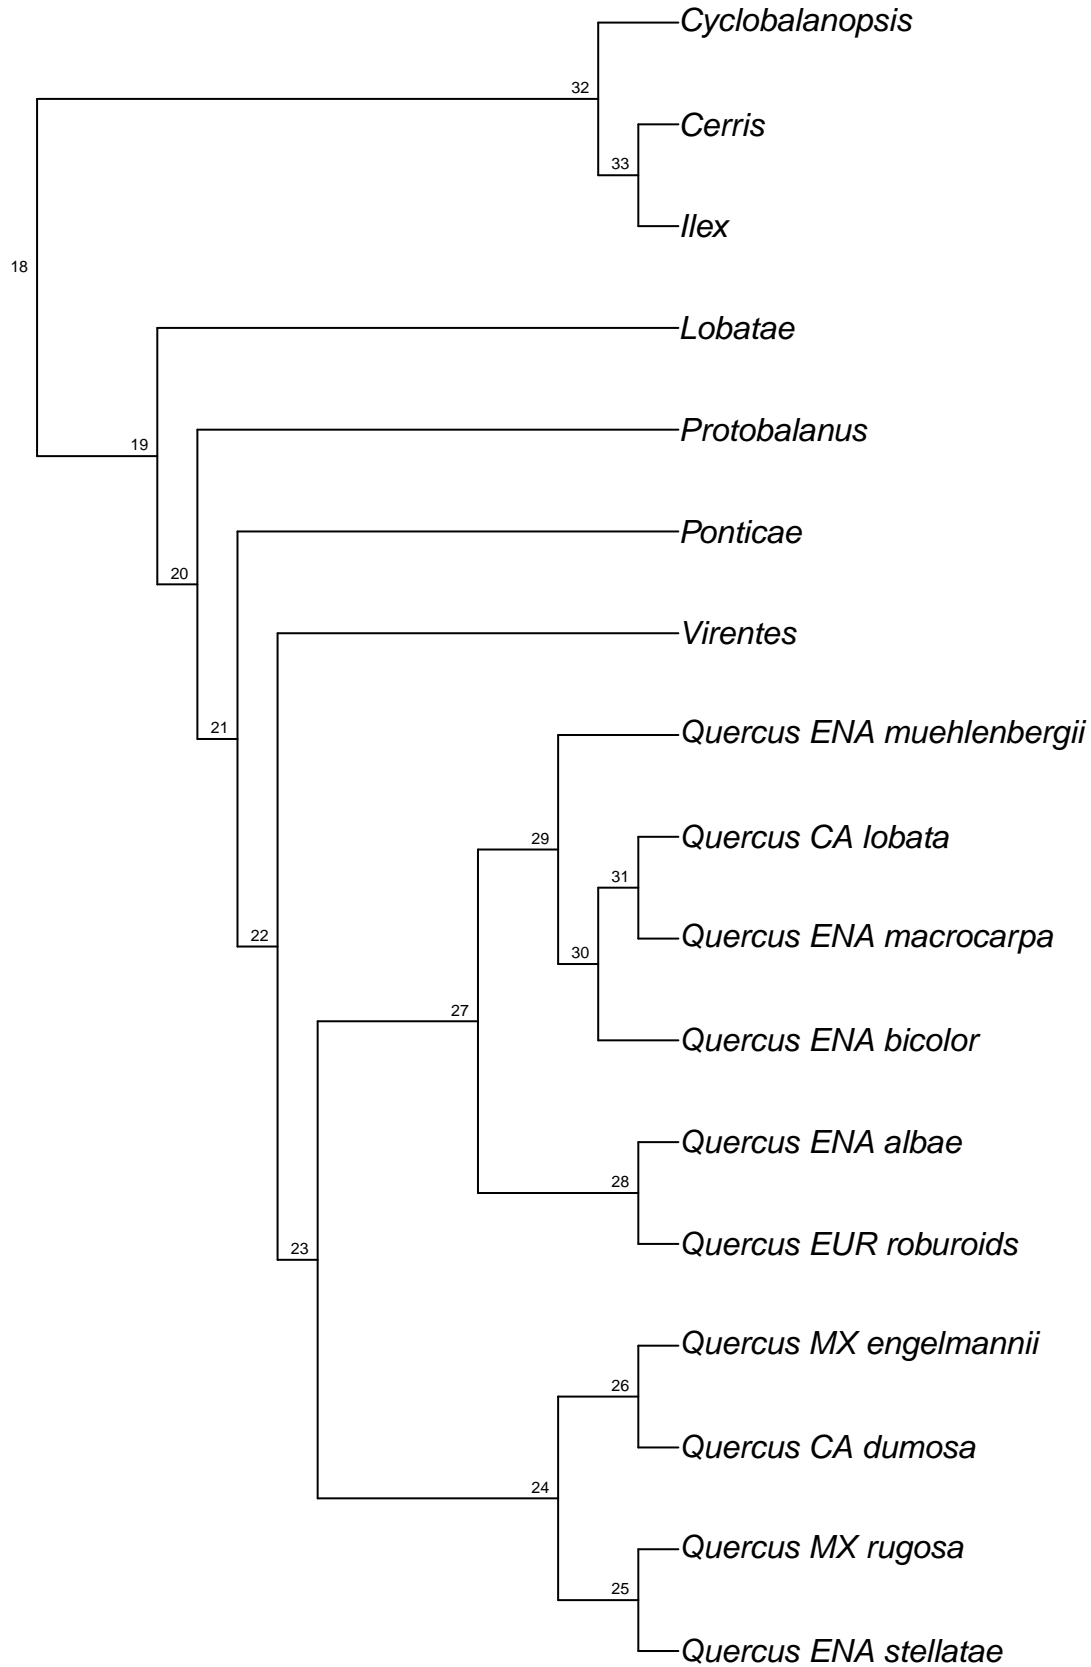 Cyclobalanopsis
32
Cerris
33
Ilex
18
Lobatae
Protobalanus
19
Ponticae
20
Virentes
21
Quercus ENA muehlenbergii
29
Quercus CA lobata
31
Quercus ENA macrocarpa
22
30
27
Quercus ENA bicolor
Quercus ENA albae
28
Quercus EUR roburoids
23
Quercus MX engelmannii
26
Quercus CA dumosa
24
Quercus MX rugosa
25
Quercus ENA stellatae